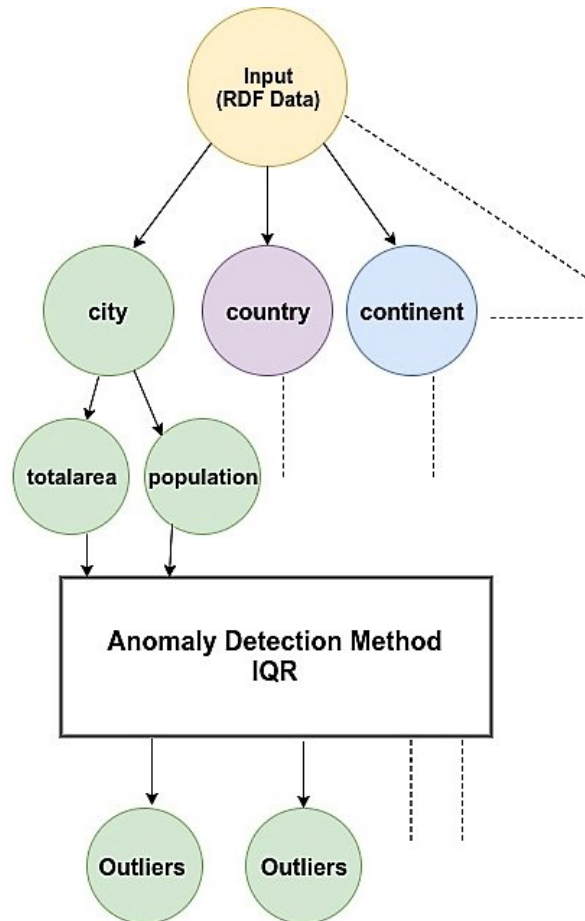 Input
(RDF Data)
city
country
continent
totalarea
population
Anomaly Detection Method
IQR
Outliers
Outliers